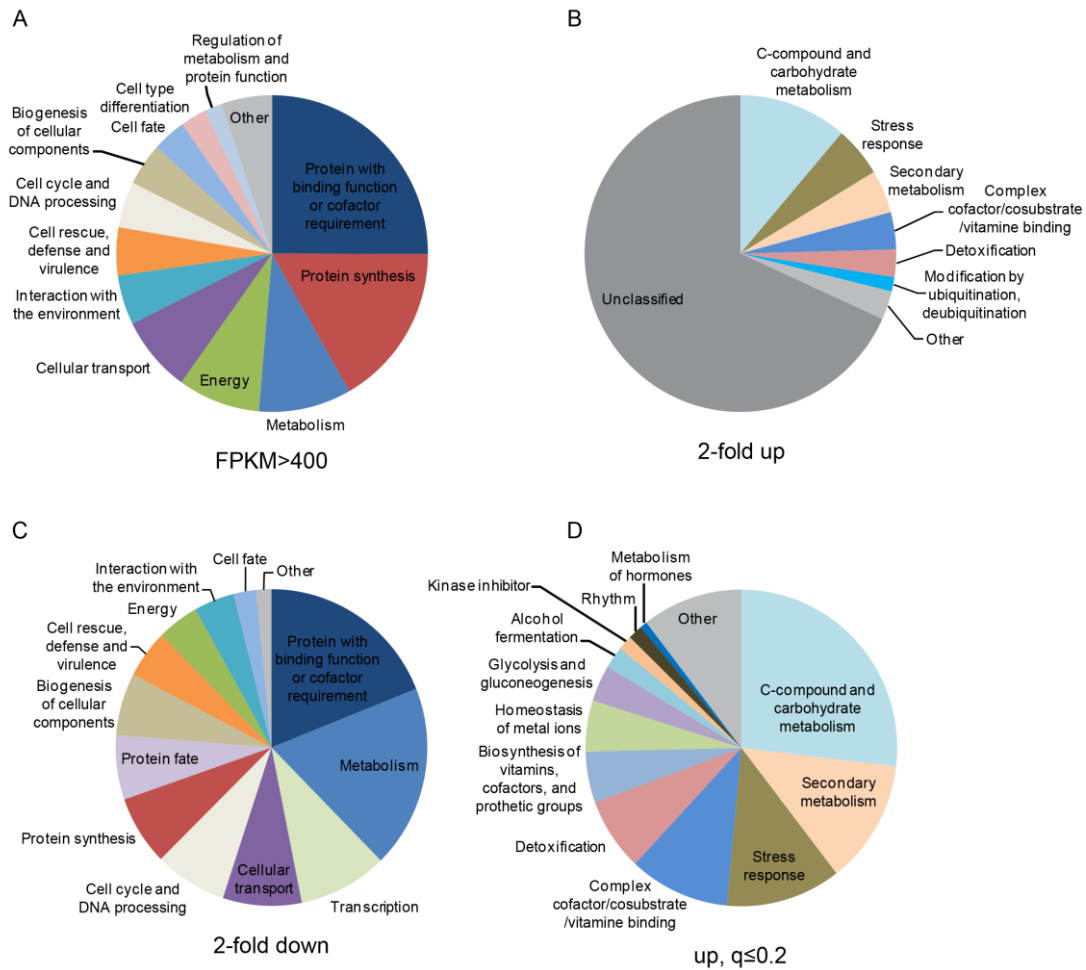 A
Regulation of
metabolism and
protein function
Cell type
differentiation
Cell fate
Biogenesis
of cellular
components
Cell cycle and
DNA processing
Cell rescue,
defense and
virulence
Interaction with
the environment
Cellular transport
Energy
Metabolism
Protein synthesis
Protein with
binding function
or cofactor
requirement
Other
FPKM>400
B
C-compound and
carbohydrate
metabolism
Stress
response
Secondary
metabolism
Complex
cofactor/cosubstrate
/vitamine binding
Detoxification
Modification by
ubiquitination,
deubiquitination
Other
Unclassified
2-fold up
C
Cell fate
Other
Interaction with
the environment
Energy
Cell rescue,
defense and
virulence
Biogenesis
of cellular
components
Protein fate
Protein synthesis
Cell cycle and
DNA processing
Cellular
transport
Transcription
Metabolism
Protein with
binding function
or cofactor
requirement
2-fold down
D
Metabolism
of hormones
Kinase inhibitor
Rhythm
Alcohol
fermentation
Glycolysis and
gluconeogenesis
Homeostasis
of metal ions
Biosynthesis of
vitamins,
cofactors, and
prothetic groups
Detoxification
Complex
cofactor/cosubstrate
/vitamine binding
Stress
response
Secondary
metabolism
C-compound and
carbohydrate
metabolism
Other
up, q≤0.2